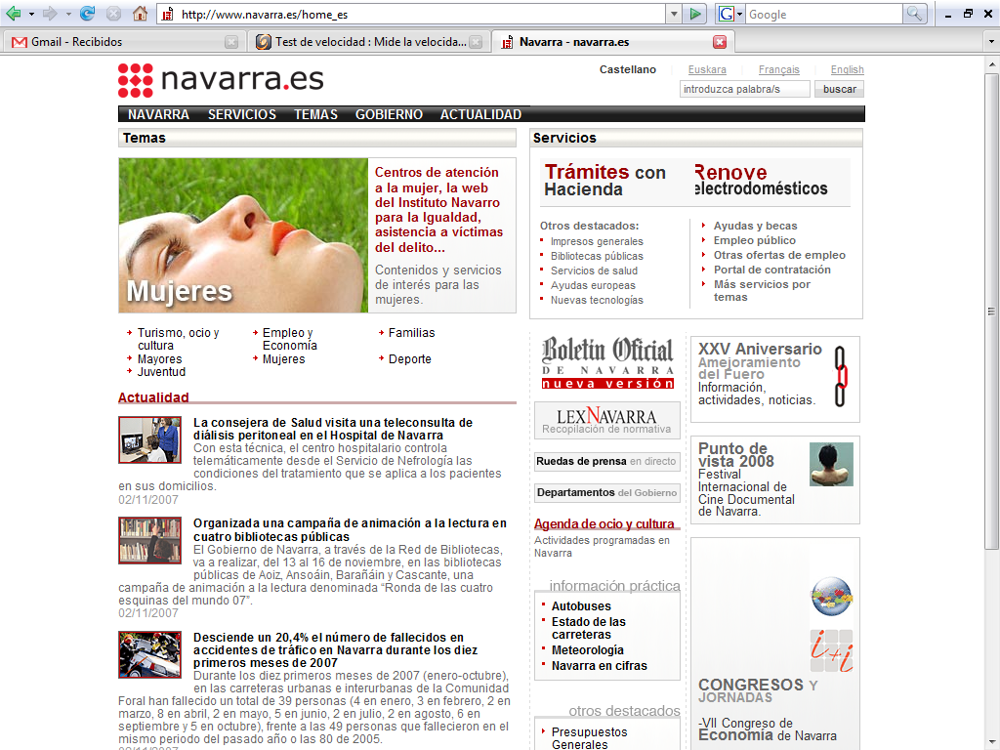 http://www.navarra.es/home_es
Google
Gmail - Recibidos
Test de velocidad : Mide la velocida...
Navarra - navarra.es
navarra.es
Castellano
Euskara
Français
English
introduzca palabra/s
buscar
NAVARRA SERVICIOS TEMAS GOBIERNO ACTUALIDAD
Temas
Mujeres
Centros de atención
a la mujer, la web
del Instituto Navarro
para la Igualdad,
asistencia a víctimas
del delito...
Contenidos y servicios
de interés para las
mujeres.
Turismo, ocio y
cultura
Mayores
Juventud
Empleo y
Economía
Mujeres
Familias
Deporte
Actualidad
La consejera de Salud visita una teleconsulta de
diálisis peritoneal en el Hospital de Navarra
Con esta técnica, el centro hospitalario controla
telemáticamente desde el Servicio de Nefrología las
condiciones del tratamiento que se aplica a los pacientes
en sus domicilios.
02/11/2007
Organizada una campaña de animación a la lectura en
cuatro bibliotecas públicas
El Gobierno de Navarra, a través de la Red de Bibliotecas,
va a realizar, del 13 al 16 de noviembre, en las bibliotecas
públicas de Aoiz, Ansoáin, Barañáin y Cascante, una
campaña de animación a la lectura denominada “Ronda de las cuatro
esquinas del mundo 07”.
02/11/2007
Desciende un 20,4% el número de fallecidos en
accidentes de tráfico en Navarra durante los diez
primeros meses de 2007
Durante los diez primeros meses de 2007 (enero-octubre),
en las carreteras urbanas e interurbanas de la Comunidad
Foral han fallecido un total de 39 personas (4 en enero, 3 en febrero, 2 en
marzo, 8 en abril, 2 en mayo, 5 en junio, 2 en julio, 2 en agosto, 6 en
septiembre y 5 en octubre), frente a las 49 personas que fallecieron en el
mismo periodo del pasado año o las 80 de 2005.
02/11/2007
Servicios
Trámites con
Hacienda
Renove
electrodomésticos
Otros destacados:
Impresos generales
Bibliotecas públicas
Servicios de salud
Ayudas europeas
Nuevas tecnologías
Ayudas y becas
Empleo público
Otras ofertas de empleo
Portal de contratación
Más servicios por
temas
Boletín Oficial
DE NAVARRA
nueva versión
LEXNAVARRA
Recopilación de normativa
Ruedas de prensa en directo
Departamentos del Gobierno
Agenda de ocio y cultura
Actividades programadas en
Navarra
información práctica
Autobuses
Estado de las
carreteras
Meteorología
Navarra en cifras
otros destacados
Presupuestos
Generales
XXV Aniversario
Amejoramiento
del Fuero
Información,
actividades, noticias.
Punto de
vista 2008
Festival
Internacional de
Cine Documental
de Navarra.
i+i
CONGRESOS Y
JORNADAS
-VII Congreso de
Economía de Navarra